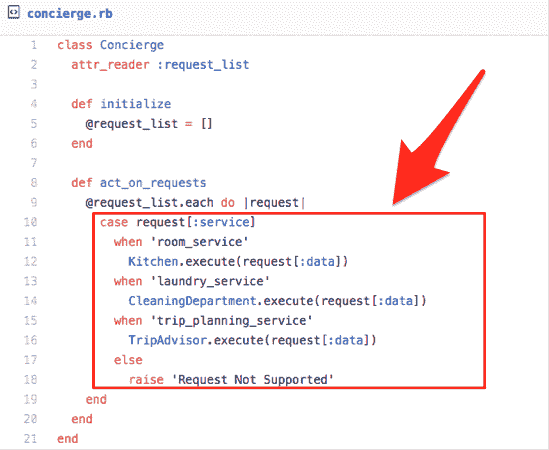 concierge.rb
1 class Concierge
2 attr_reader :request_list
3
4 def initialize
5 @request_list = []
6 end
7
8 def act_on_requests
9 @request_list.each do |request|
10 case request[:service]
11 when 'room_service'
12 Kitchen.execute(request[:data])
13 when 'laundry_service'
14 CleaningDepartment.execute(request[:data])
15 when 'trip_planning_service'
16 TripAdvisor.execute(request[:data])
17 else
18 raise 'Request Not Supported'
19 end
20 end
21 end